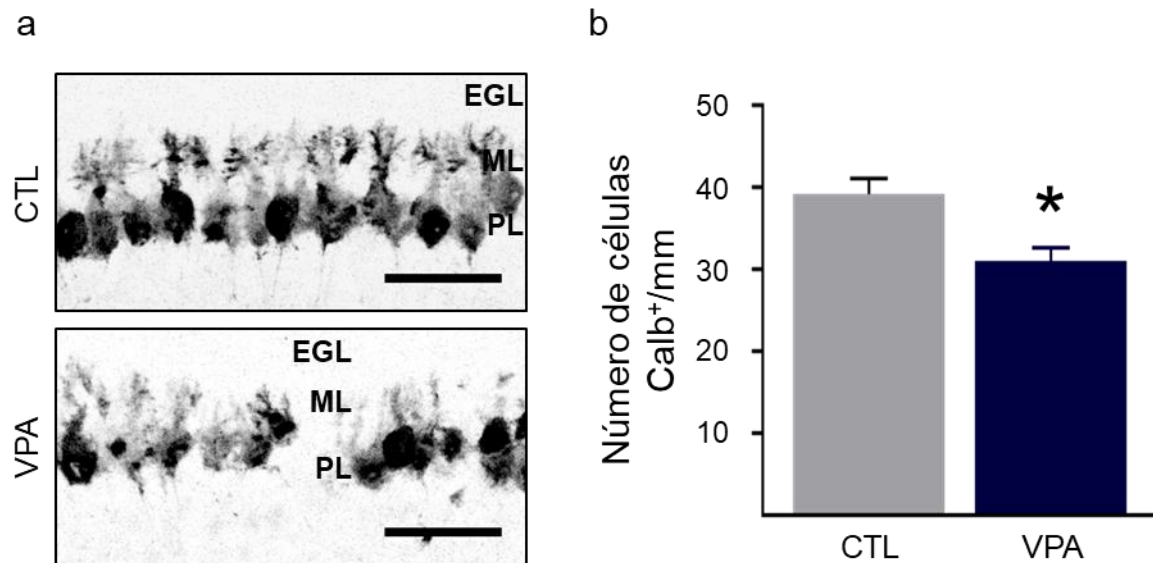 a
CTL
EGL
ML
PL
VPA
EGL
ML
PL
b
Número de células
Calb⁺/mm
50
40
30
20
10
*
CTL
VPA